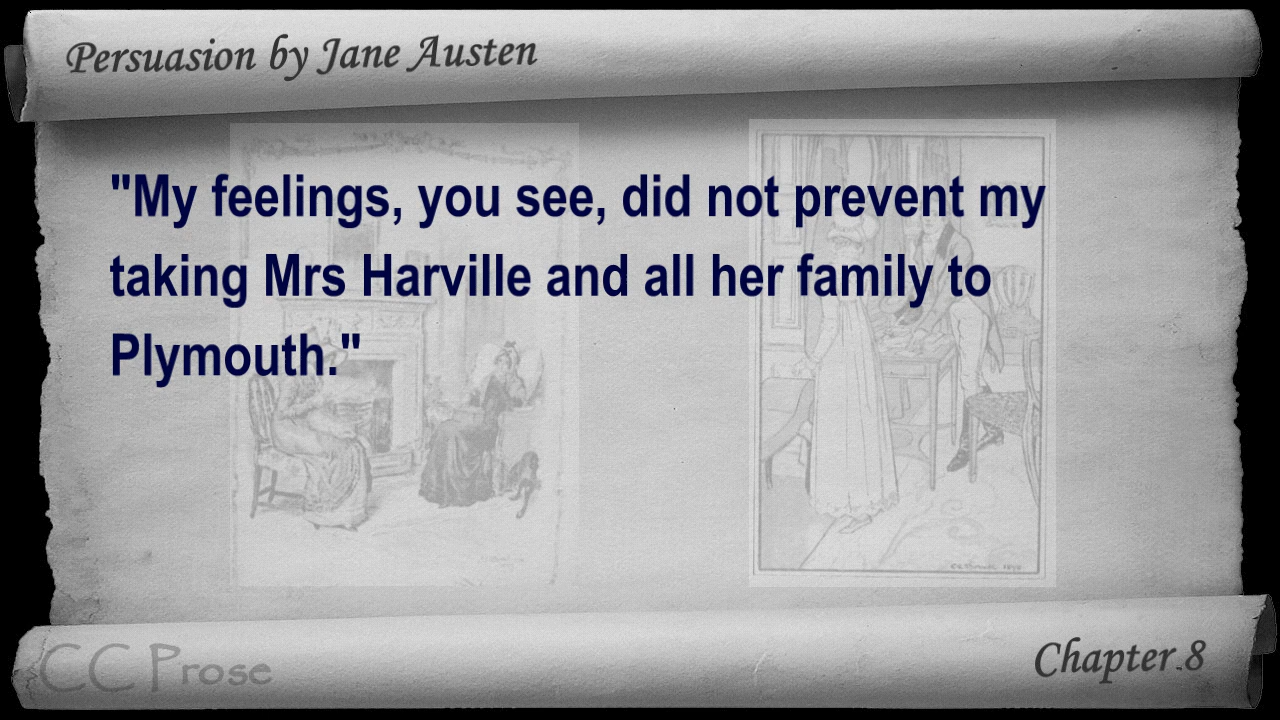 Persuasion by Jane Austen
"My feelings, you see, did not prevent my
taking Mrs Harville and all her family to
Plymouth."
CC Prose
Chapter 8